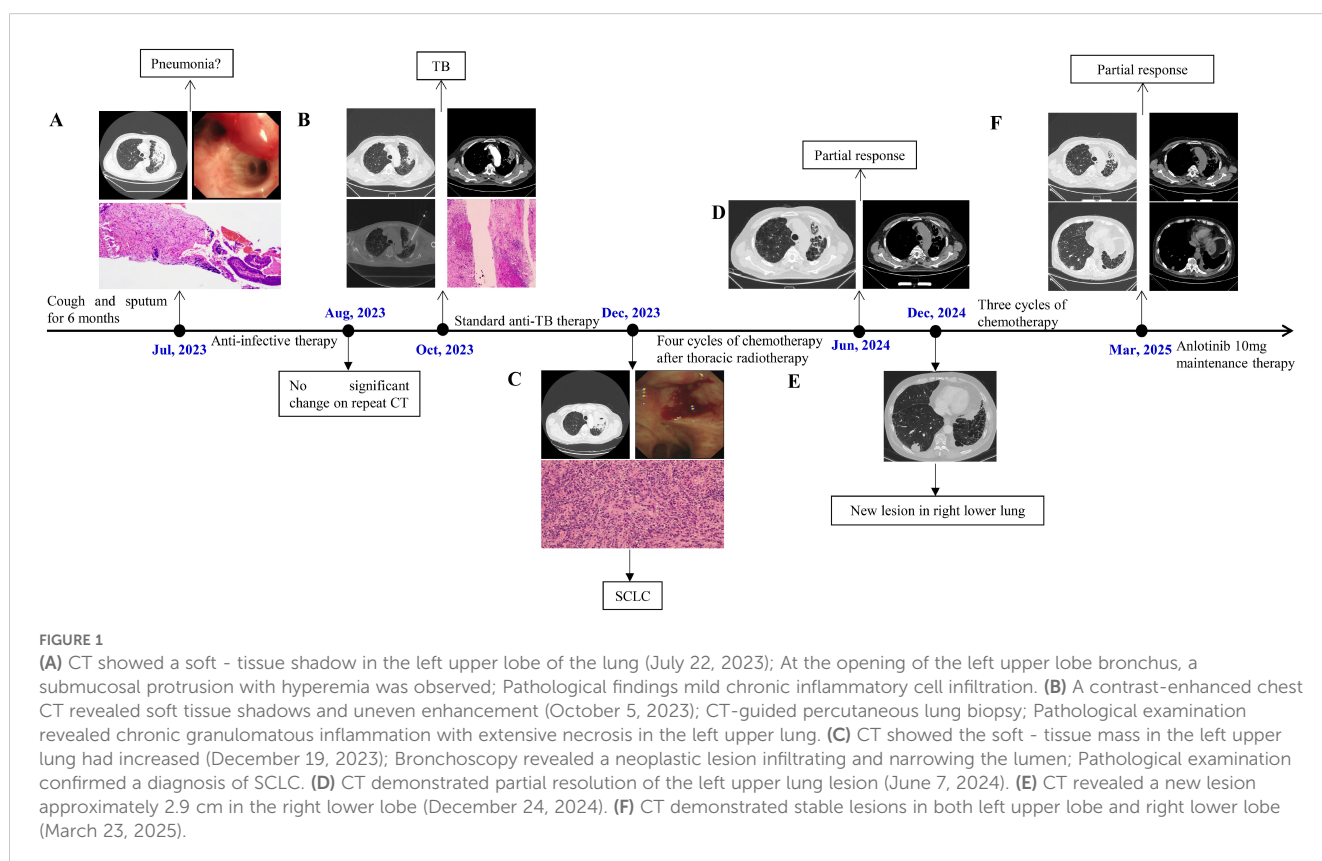 Pneumonia?
TB
Partial response
A
B
F
Partial response
D
Cough and sputum
for 6 months
Jul, 2023
Anti-infective therapy
Aug, 2023
No significant
change on repeat CT
Oct, 2023
Standard anti-TB therapy
Dec, 2023
Four cycles of chemotherapy
after thoracic radiotherapy
Jun, 2024
Dec, 2024
Three cycles of
chemotherapy
Mar, 2025
Anlotinib 10mg
maintenance therapy
C
E
New lesion in right lower lung
SCLC
FIGURE 1
(A) CT showed a soft - tissue shadow in the left upper lobe of the lung (July 22, 2023); At the opening of the left upper lobe bronchus, a
submucosal protrusion with hyperemia was observed; Pathological findings mild chronic inflammatory cell infiltration. (B) A contrast-enhanced chest
CT revealed soft tissue shadows and uneven enhancement (October 5, 2023); CT-guided percutaneous lung biopsy; Pathological examination
revealed chronic granulomatous inflammation with extensive necrosis in the left upper lung. (C) CT showed the soft - tissue mass in the left upper
lung had increased (December 19, 2023); Bronchoscopy revealed a neoplastic lesion infiltrating and narrowing the lumen; Pathological examination
confirmed a diagnosis of SCLC. (D) CT demonstrated partial resolution of the left upper lung lesion (June 7, 2024). (E) CT revealed a new lesion
approximately 2.9 cm in the right lower lobe (December 24, 2024). (F) CT demonstrated stable lesions in both left upper lobe and right lower lobe
(March 23, 2025).